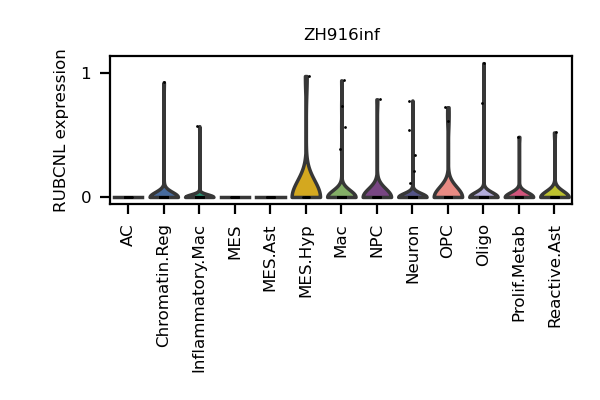 ZH916inf
RUBCNL expression
1
0
AC
Chromatin.Reg
Inflammatory.Mac
MES
MES.Ast
MES.Hyp
Mac
NPC
Neuron
OPC
Oligo
Prolif.Metab
Reactive.Ast